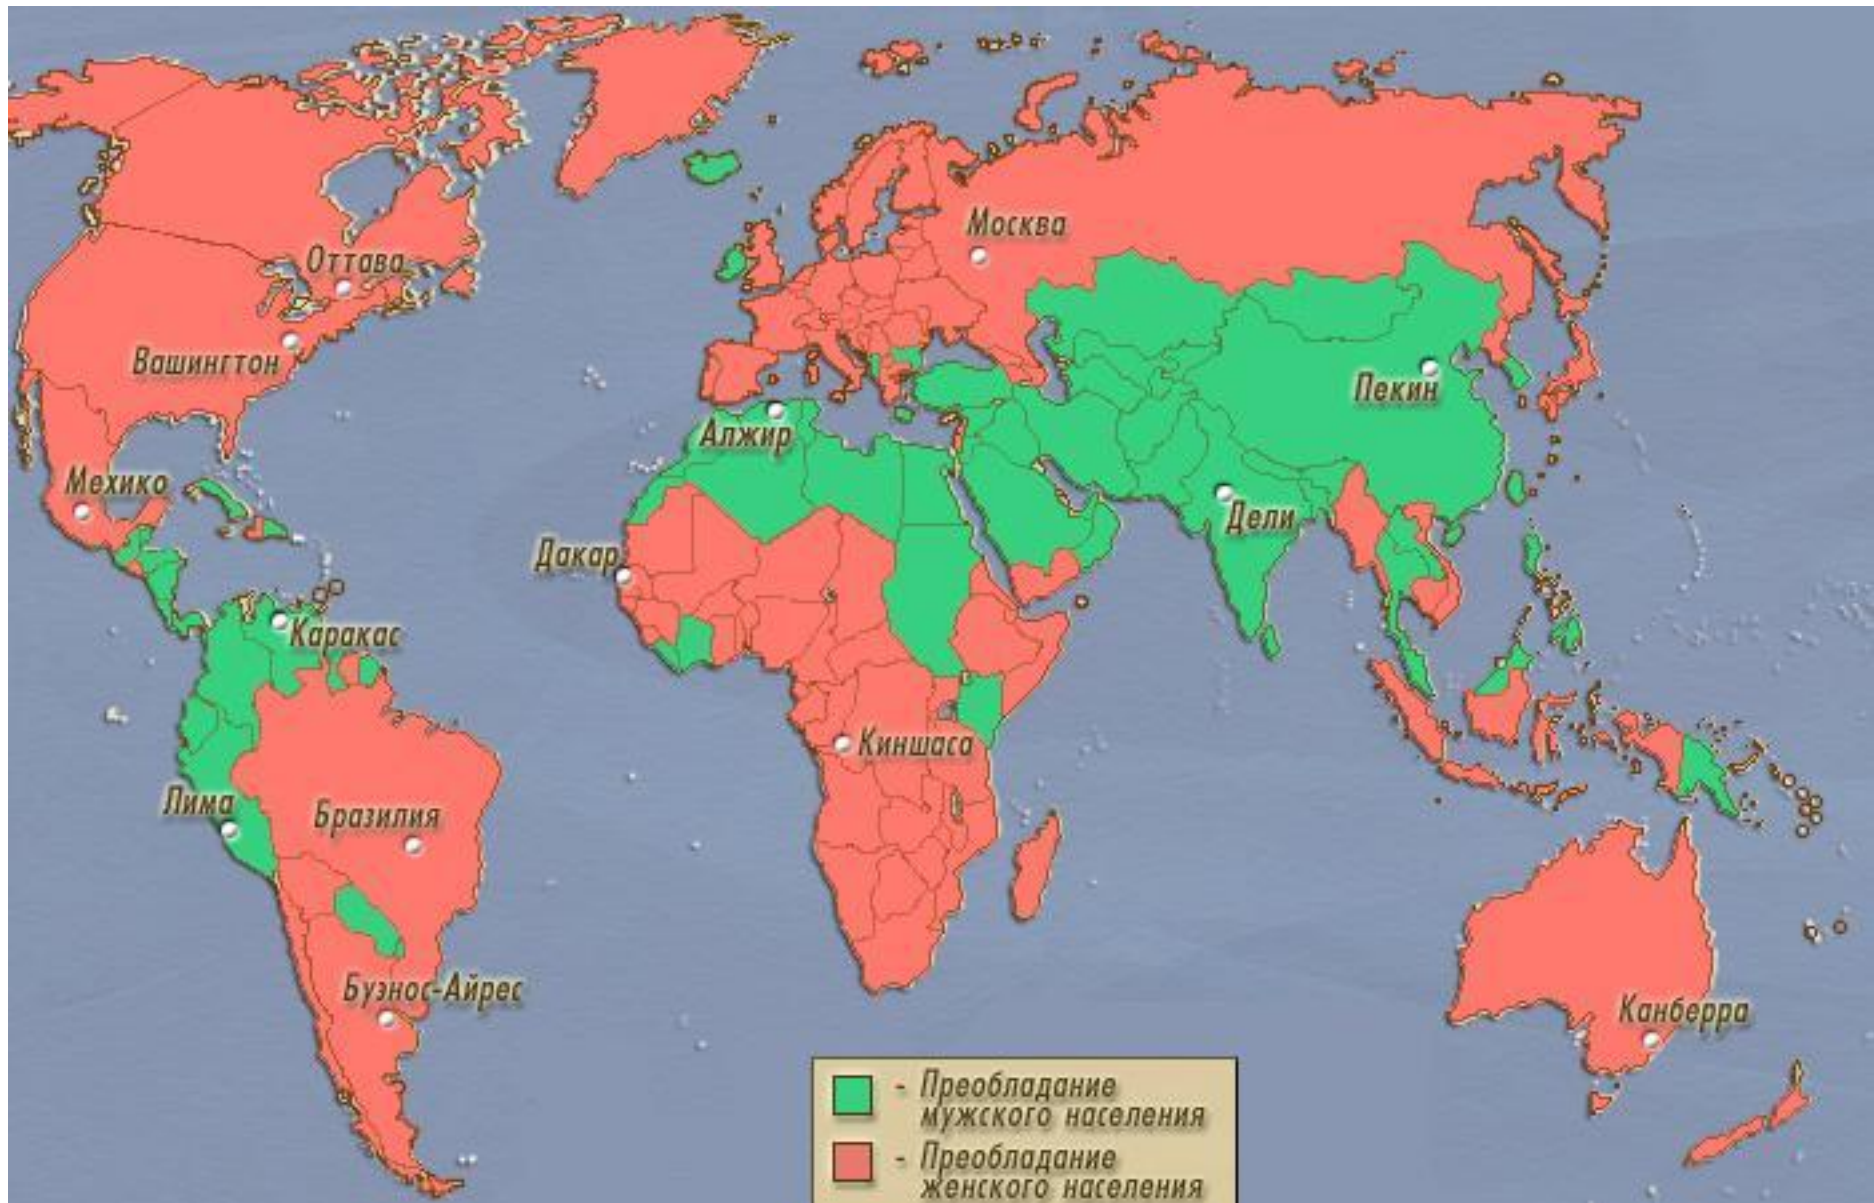 Москва
Оттава
Вашингтон
Пекин
Алжир
Мехико
Дели
Дакар
Каракас
Киншаса
Лима
Бразилия
Буэнос-Айрес
Канберра
- Преобладание
мужского населения
- Преобладание
женского населения